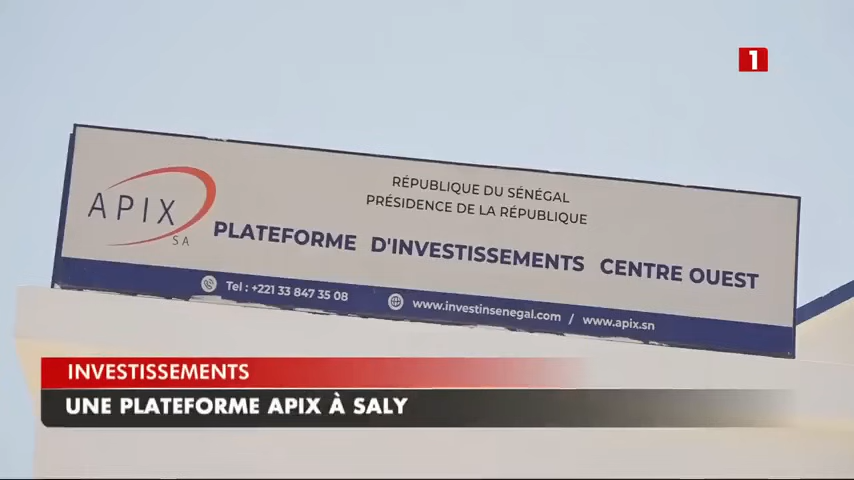 1
RÉPUBLIQUE DU SÉNÉGAL
PRÉSIDENCE DE LA RÉPUBLIQUE
APIX
SA
PLATEFORME D'INVESTISSEMENTS CENTRE OUEST
Tel : +221 33 847 35 08 www.investinsenegal.com / www.apix.sn
INVESTISSEMENTS
UNE PLATEFORME APIX À SALY